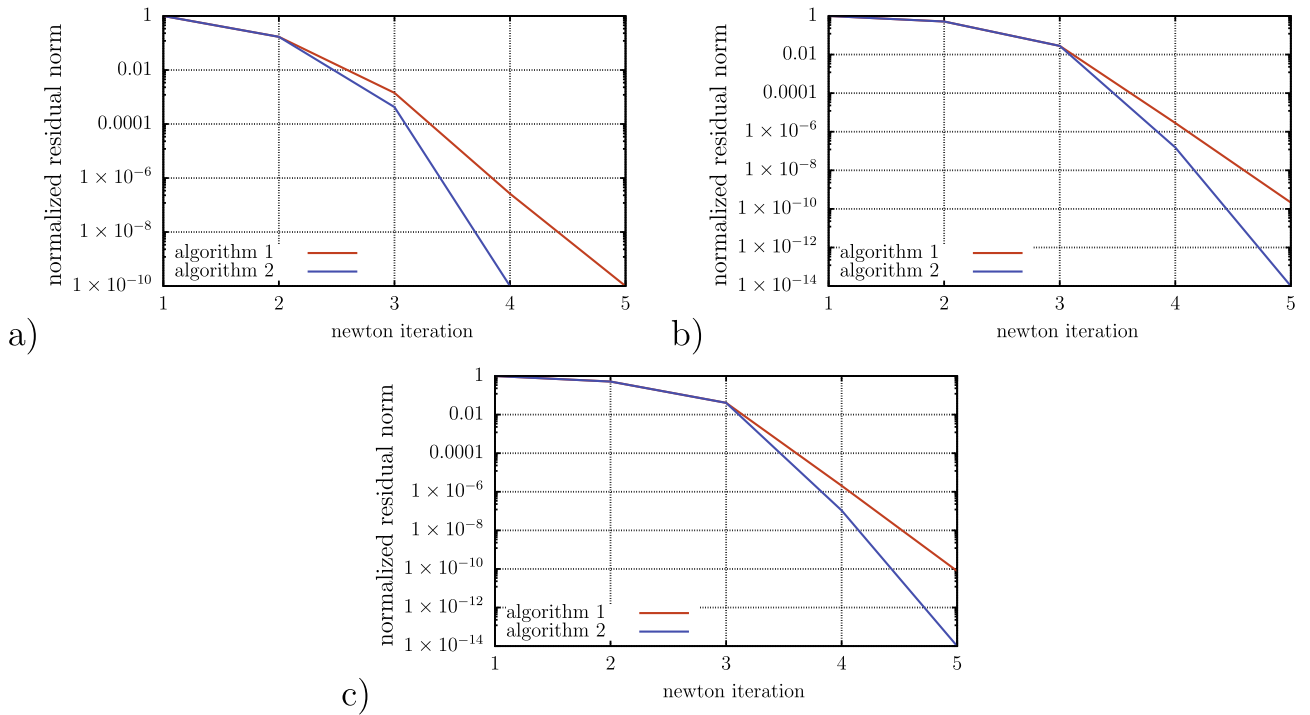 normalized residual norm
1
0.01
0.0001
1 × 10⁻⁶
1 × 10⁻⁸
1 × 10⁻¹⁰
algorithm 1
algorithm 2
1 2 3 4 5
newton iteration
a)
normalized residual norm
1
0.01
0.0001
1 × 10⁻⁶
1 × 10⁻⁸
1 × 10⁻¹⁰
1 × 10⁻¹²
1 × 10⁻¹⁴
algorithm 1
algorithm 2
1 2 3 4 5
newton iteration
b)
normalized residual norm
1
0.01
0.0001
1 × 10⁻⁶
1 × 10⁻⁸
1 × 10⁻¹⁰
1 × 10⁻¹²
1 × 10⁻¹⁴
algorithm 1
algorithm 2
1 2 3 4 5
newton iteration
c)